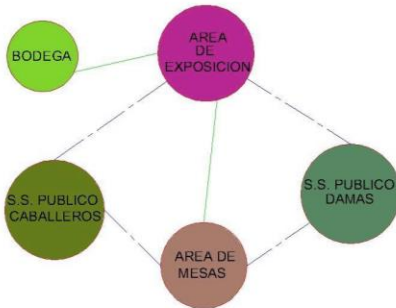 AREA
DE
EXPOSICION
BODEGA
S.S. PUBLICO
CABALLEROS
S.S. PUBLICO
DAMAS
AREA DE
MESAS